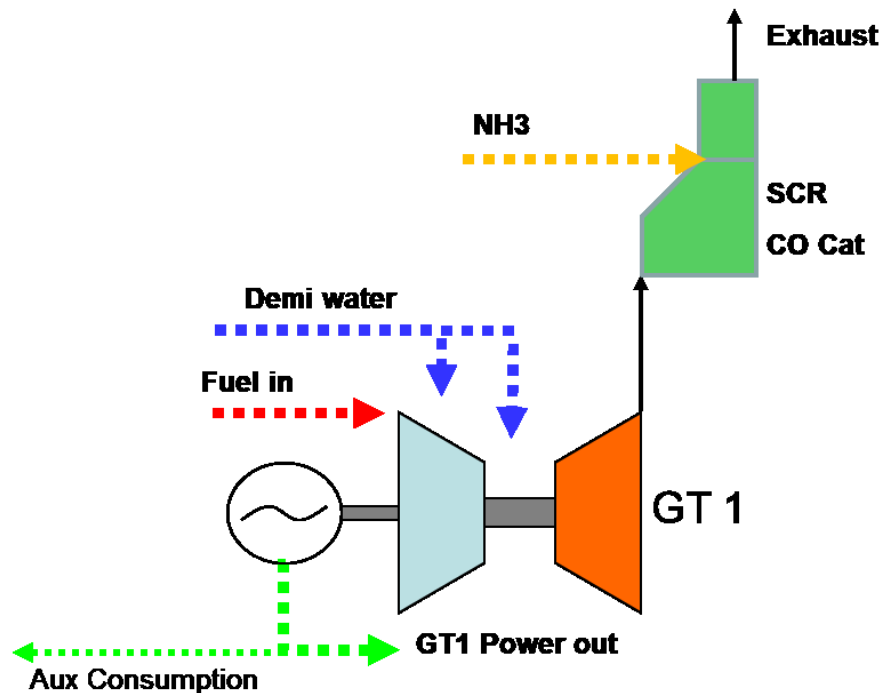 Exhaust
NH3
SCR
CO Cat
Demi water
Fuel in
GT 1
GT1 Power out
Aux Consumption